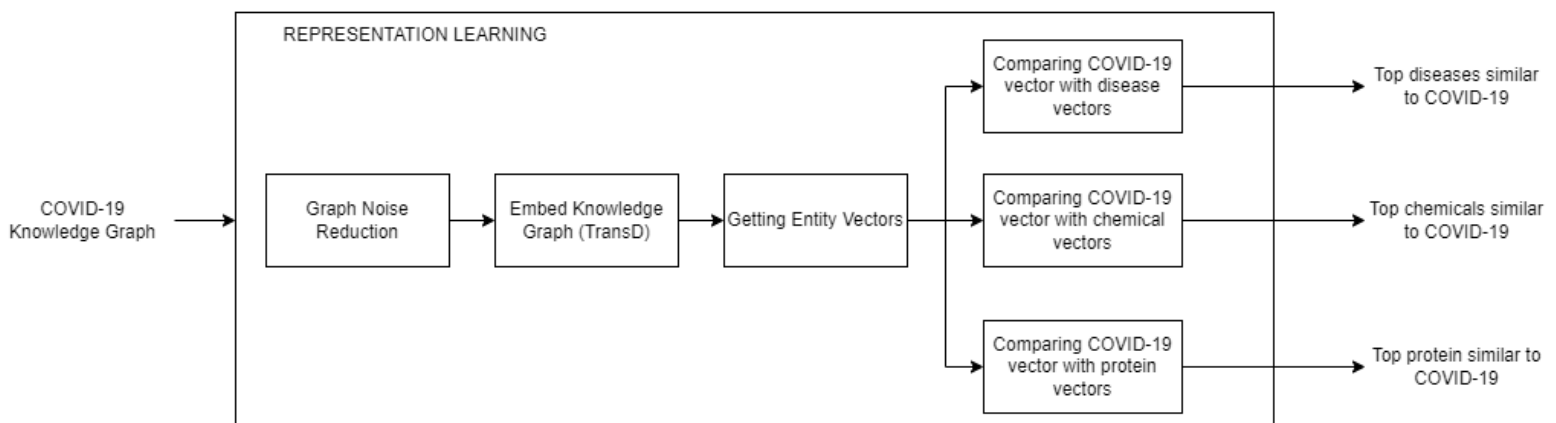 REPRESENTATION LEARNING
COVID-19
Knowledge Graph
Graph Noise
Reduction
Embed Knowledge
Graph (TransD)
Getting Entity Vectors
Comparing COVID-19
vector with disease
vectors
Top diseases similar
to COVID-19
Comparing COVID-19
vector with chemical
vectors
Top chemicals similar
to COVID-19
Comparing COVID-19
vector with protein
vectors
Top protein similar to
COVID-19